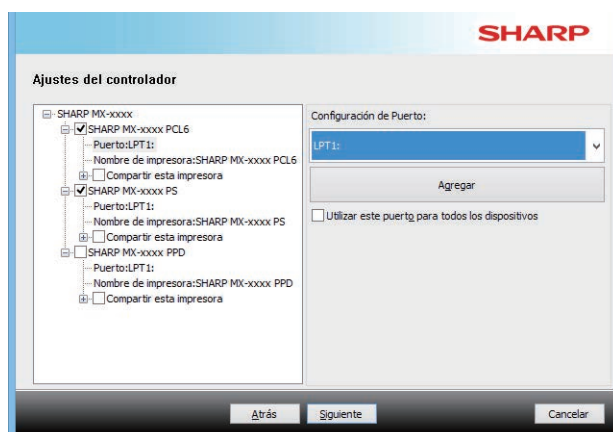 SHARP
Ajustes del controlador
SHARP MX-xxxx
SHARP MX-xxxx PCL6
Puerto:LPT1:
Nombre de impresora:SHARP MX-xxxx PCL6
Compartir esta impresora
SHARP MX-xxxx PS
Puerto:LPT1:
Nombre de impresora:SHARP MX-xxxx PS
Compartir esta impresora
SHARP MX-xxxx PPD
Puerto:LPT1:
Nombre de impresora:SHARP MX-xxxx PPD
Compartir esta impresora
Configuración de Puerto:
LPT1:
Agregar
Utilizar este puerto para todos los dispositivos
Atrás
Siguiente
Cancelar